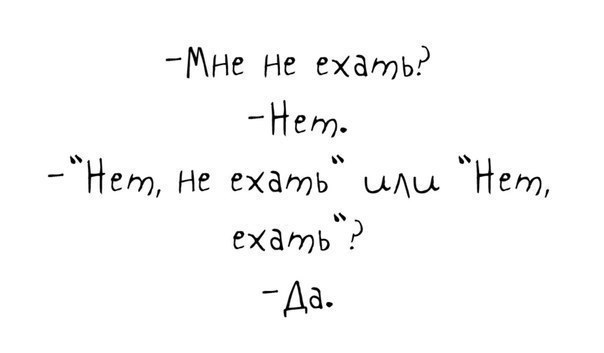 -Мне не ехать?
-Нет.
-"Нет, не ехать" или "Нет,
ехать"?
-Да.